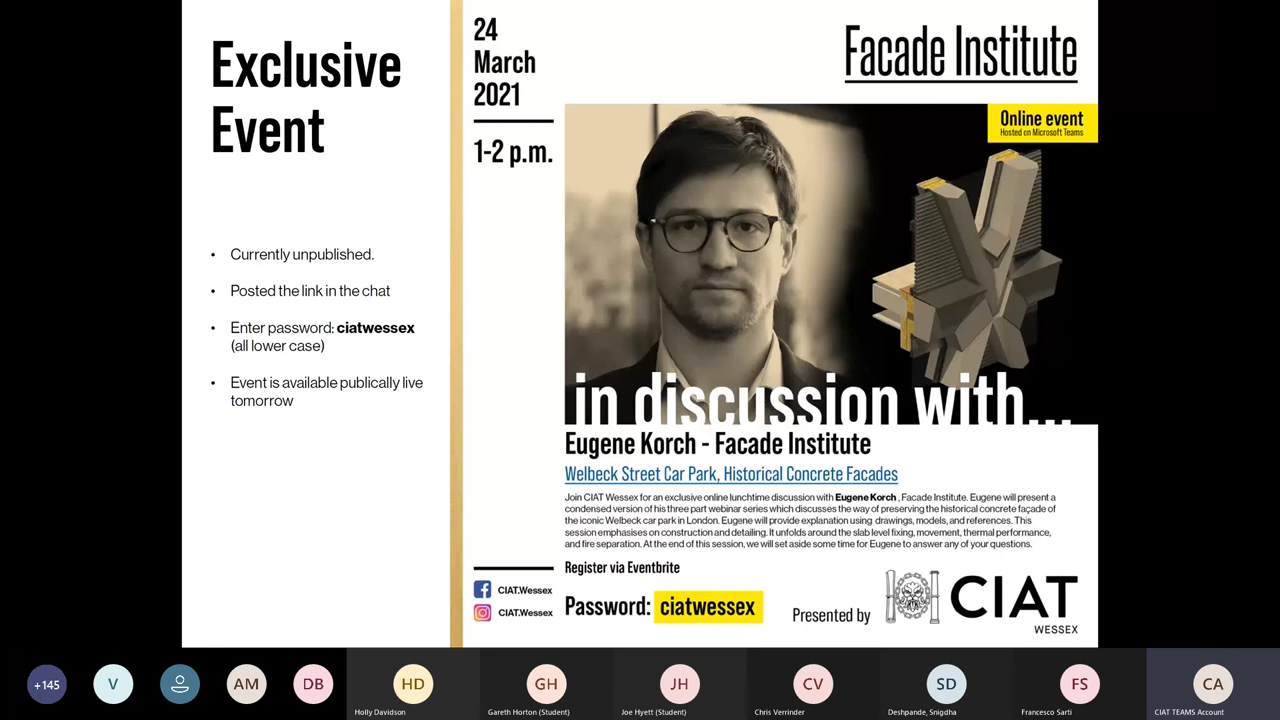 Exclusive
Event
• Currently unpublished.
• Posted the link in the chat
• Enter password: ciatwessex
(all lower case)
• Event is available publically live
tomorrow
24
March
2021
1-2 p.m.
Facade Institute
Online event
Hosted on Microsoft Teams
in discussion with...
Eugene Korch - Facade Institute
Welbeck Street Car Park, Historical Concrete Facades
Join CIAT Wessex for an exclusive online lunchtime discussion with Eugene Korch , Facade Institute. Eugene will present a
condensed version of his three part webinar series which discusses the way of preserving the historical concrete façade of
the iconic Welbeck car park in London. Eugene will provide explanation using drawings, models, and references. This
session emphasises on construction and detailing. It unfolds around the slab level fixing, movement, thermal performance,
and fire separation. At the end of this session, we will set aside some time for Eugene to answer any of your questions.
Register via Eventbrite
CIAT.Wessex
CIAT.Wessex
Password: ciatwessex
Presented by
CIAT
WESSEX
+145
V
AM
DB
HD
Holly Davidson
GH
Gareth Horton (Student)
JH
Joe Hyett (Student)
CV
Chris Verrinder
SD
Deshpande, Snigdha
FS
Francesco Sarti
CA
CIAT TEAMS Account